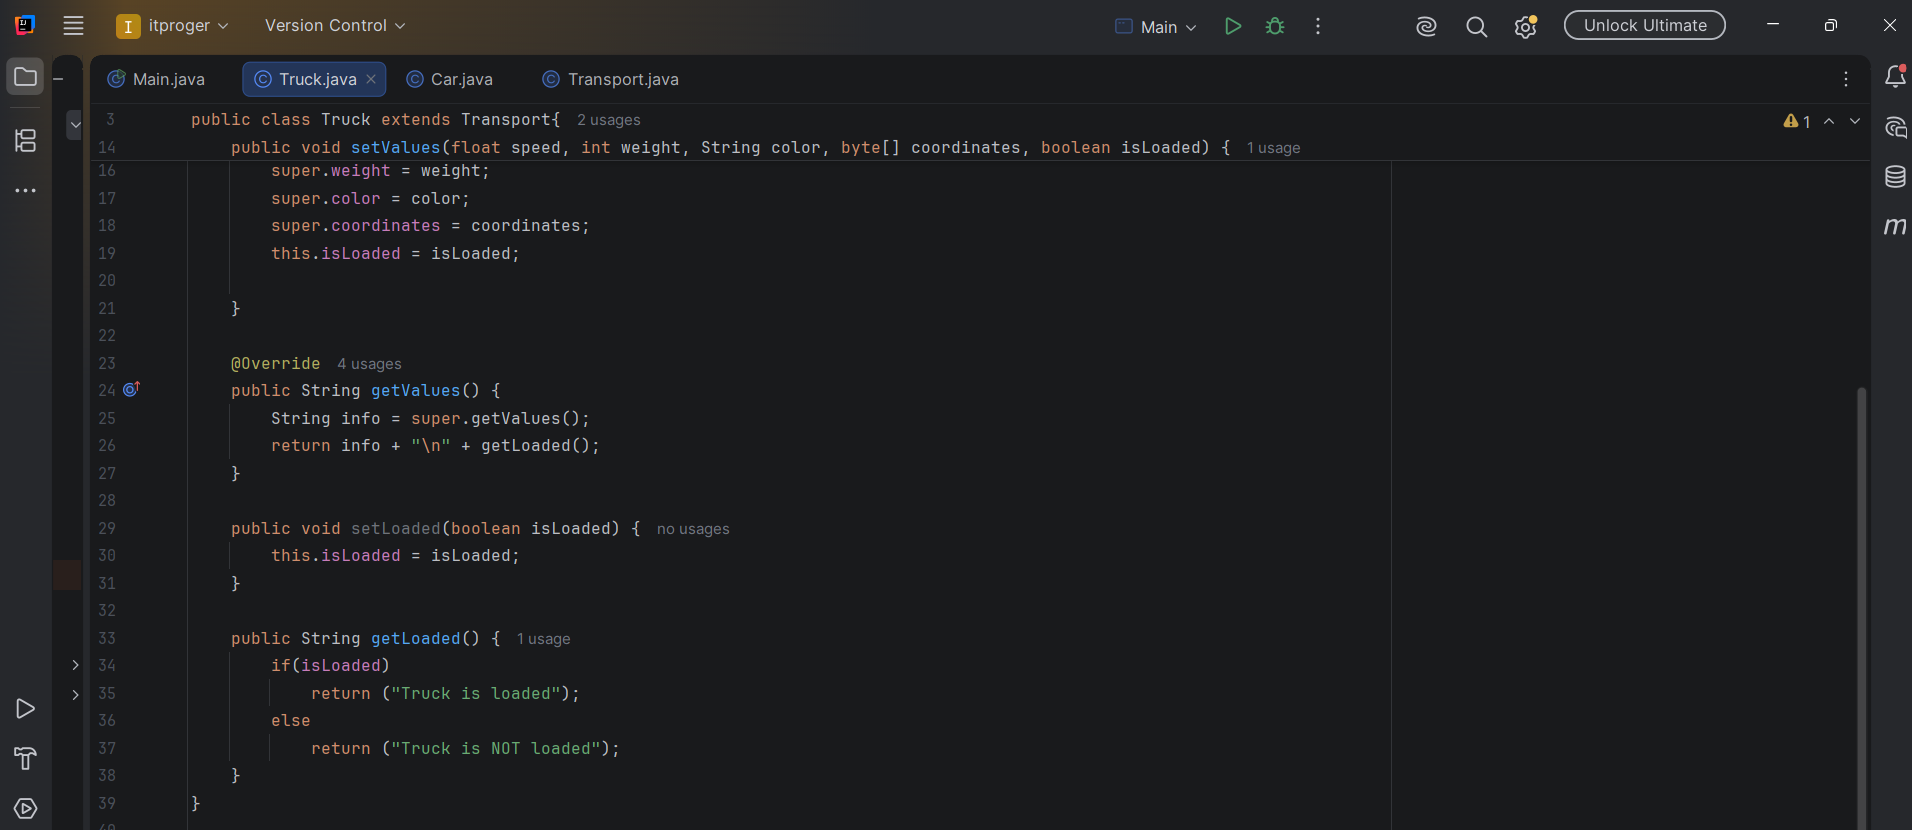 IJ I itproger Version Control Main Unlock Ultimate
Main.java Truck.java Car.java Transport.java
3 public class Truck extends Transport{ 2 usages 1
14 public void setValues(float speed, int weight, String color, byte[] coordinates, boolean isLoaded) { 1 usage
16 super.weight = weight;
17 super.color = color;
18 super.coordinates = coordinates;
19 this.isLoaded = isLoaded;
20
21 }
22
23 @Override 4 usages
24 public String getValues() {
25 String info = super.getValues();
26 return info + "\n" + getLoaded();
27 }
28
29 public void setLoaded(boolean isLoaded) { no usages
30 this.isLoaded = isLoaded;
31 }
32
33 public String getLoaded() { 1 usage
34 if(isLoaded)
35 return ("Truck is loaded");
36 else
37 return ("Truck is NOT loaded");
38 }
39 }
40
m